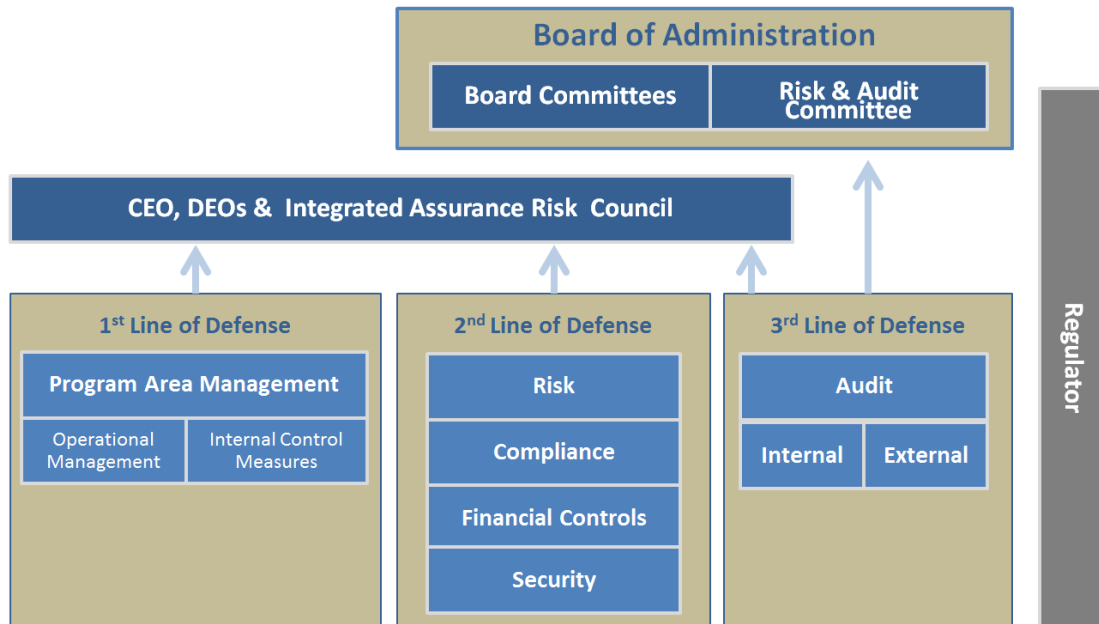 Board of Administration
Board Committees
Risk & Audit
Committee
CEO, DEOs & Integrated Assurance Risk Council
1st Line of Defense
Program Area Management
Operational
Management
Internal Control
Measures
2nd Line of Defense
Risk
Compliance
Financial Controls
Security
3rd Line of Defense
Audit
Internal
External
Regulator